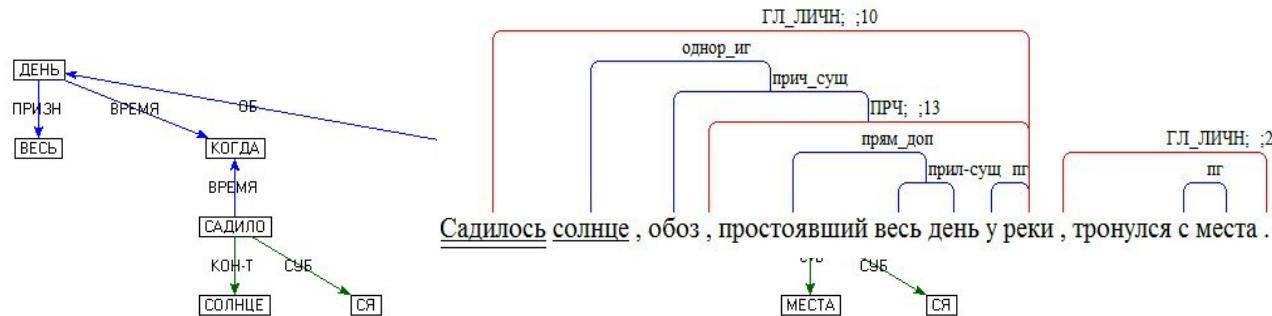 ГЛ_ЛИЧН; ;10
однор_иг
прич_сущ
ПРЧ; ;13
прям_доп
прил-сущ пг
ГЛ_ЛИЧН; ;2
пг
Садилось солнце , обоз , простоявший весь день у реки , тронулся с места .
ДЕНЬ
ПРИЗН ВРЕМЯ ОБ
ВЕСЬ КОГДА
ВРЕМЯ
САДИЛО
КОН-Т СУБ
СОЛНЦЕ СЯ
СУБ
МЕСТА СЯ